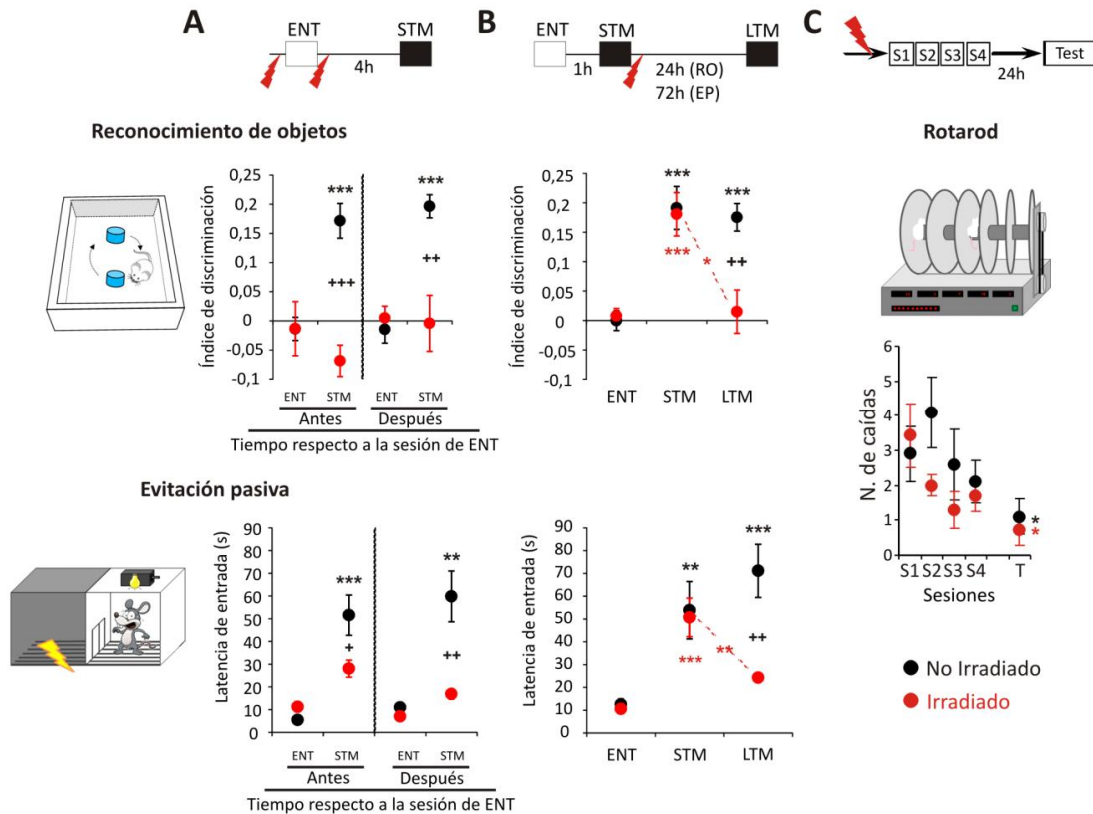 A
ENT
STM
4h
B
ENT
STM
LTM
1h
24h (RO)
72h (EP)
C
S1 S2 S3 S4
Test
24h
Reconocimiento de objetos
Índice de discriminación
0,25
0,2
0,15
0,1
0,05
0
-0,05
-0,1
***
***
+++
++
ENT STM ENT STM
Antes Después
Tiempo respecto a la sesión de ENT
Índice de discriminación
0,25
0,2
0,15
0,1
0,05
0
-0,05
-0,1
***
***
***
*
++
ENT STM LTM
Rotarod
N. de caídas
6
5
4
3
2
1
0
*
*
S1 S2 S3 S4 T
Sesiones
Evitación pasiva
Latencia de entrada (s)
90
80
70
60
50
40
30
20
10
0
***
**
+
++
ENT STM ENT STM
Antes Después
Tiempo respecto a la sesión de ENT
Latencia de entrada (s)
90
80
70
60
50
40
30
20
10
0
**
***
***
**
++
ENT STM LTM
No Irradiado
Irradiado